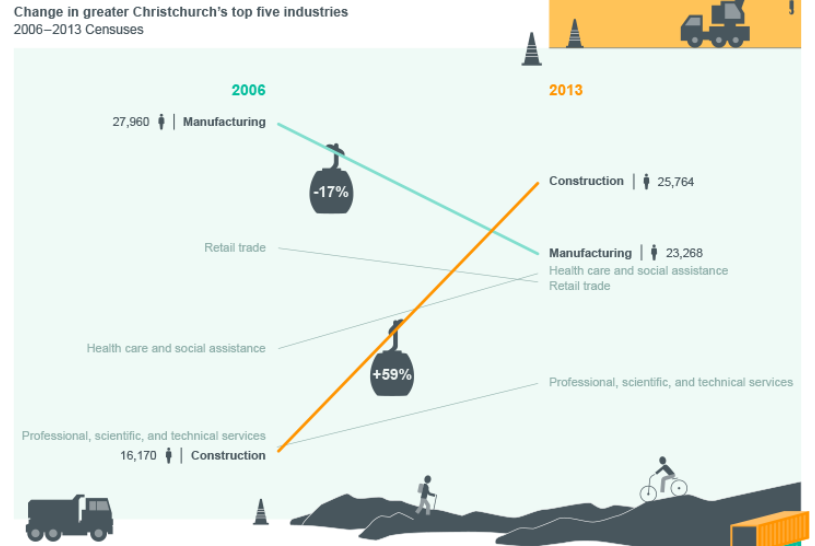 Change in greater Christchurch's top five industries
2006–2013 Censuses
2006
2013
27,960 | Manufacturing
-17%
Construction | 25,764
Retail trade
Manufacturing | 23,268
Health care and social assistance
Retail trade
Health care and social assistance
+59%
Professional, scientific, and technical services
Professional, scientific, and technical services
16,170 | Construction